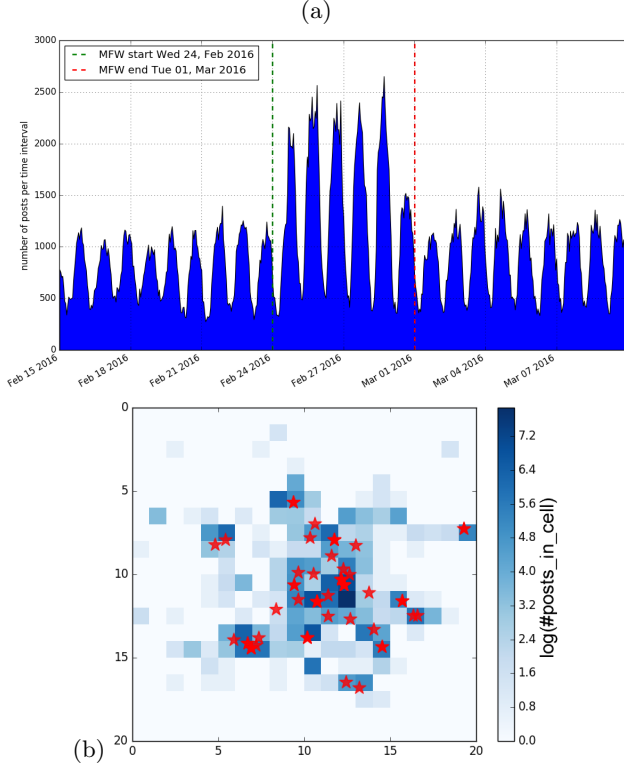 (a)
3000
2500
2000
1500
1000
500
0
number of posts per time interval
MFW start Wed 24, Feb 2016
MFW end Tue 01, Mar 2016
Feb 15 2016
Feb 18 2016
Feb 21 2016
Feb 24 2016
Feb 27 2016
Mar 01 2016
Mar 04 2016
Mar 07 2016
0
5
10
15
20
0
5
10
15
20
7.2
6.4
5.6
4.8
4.0
3.2
2.4
1.6
0.8
0.0
log(#posts_in_cell)
(b)